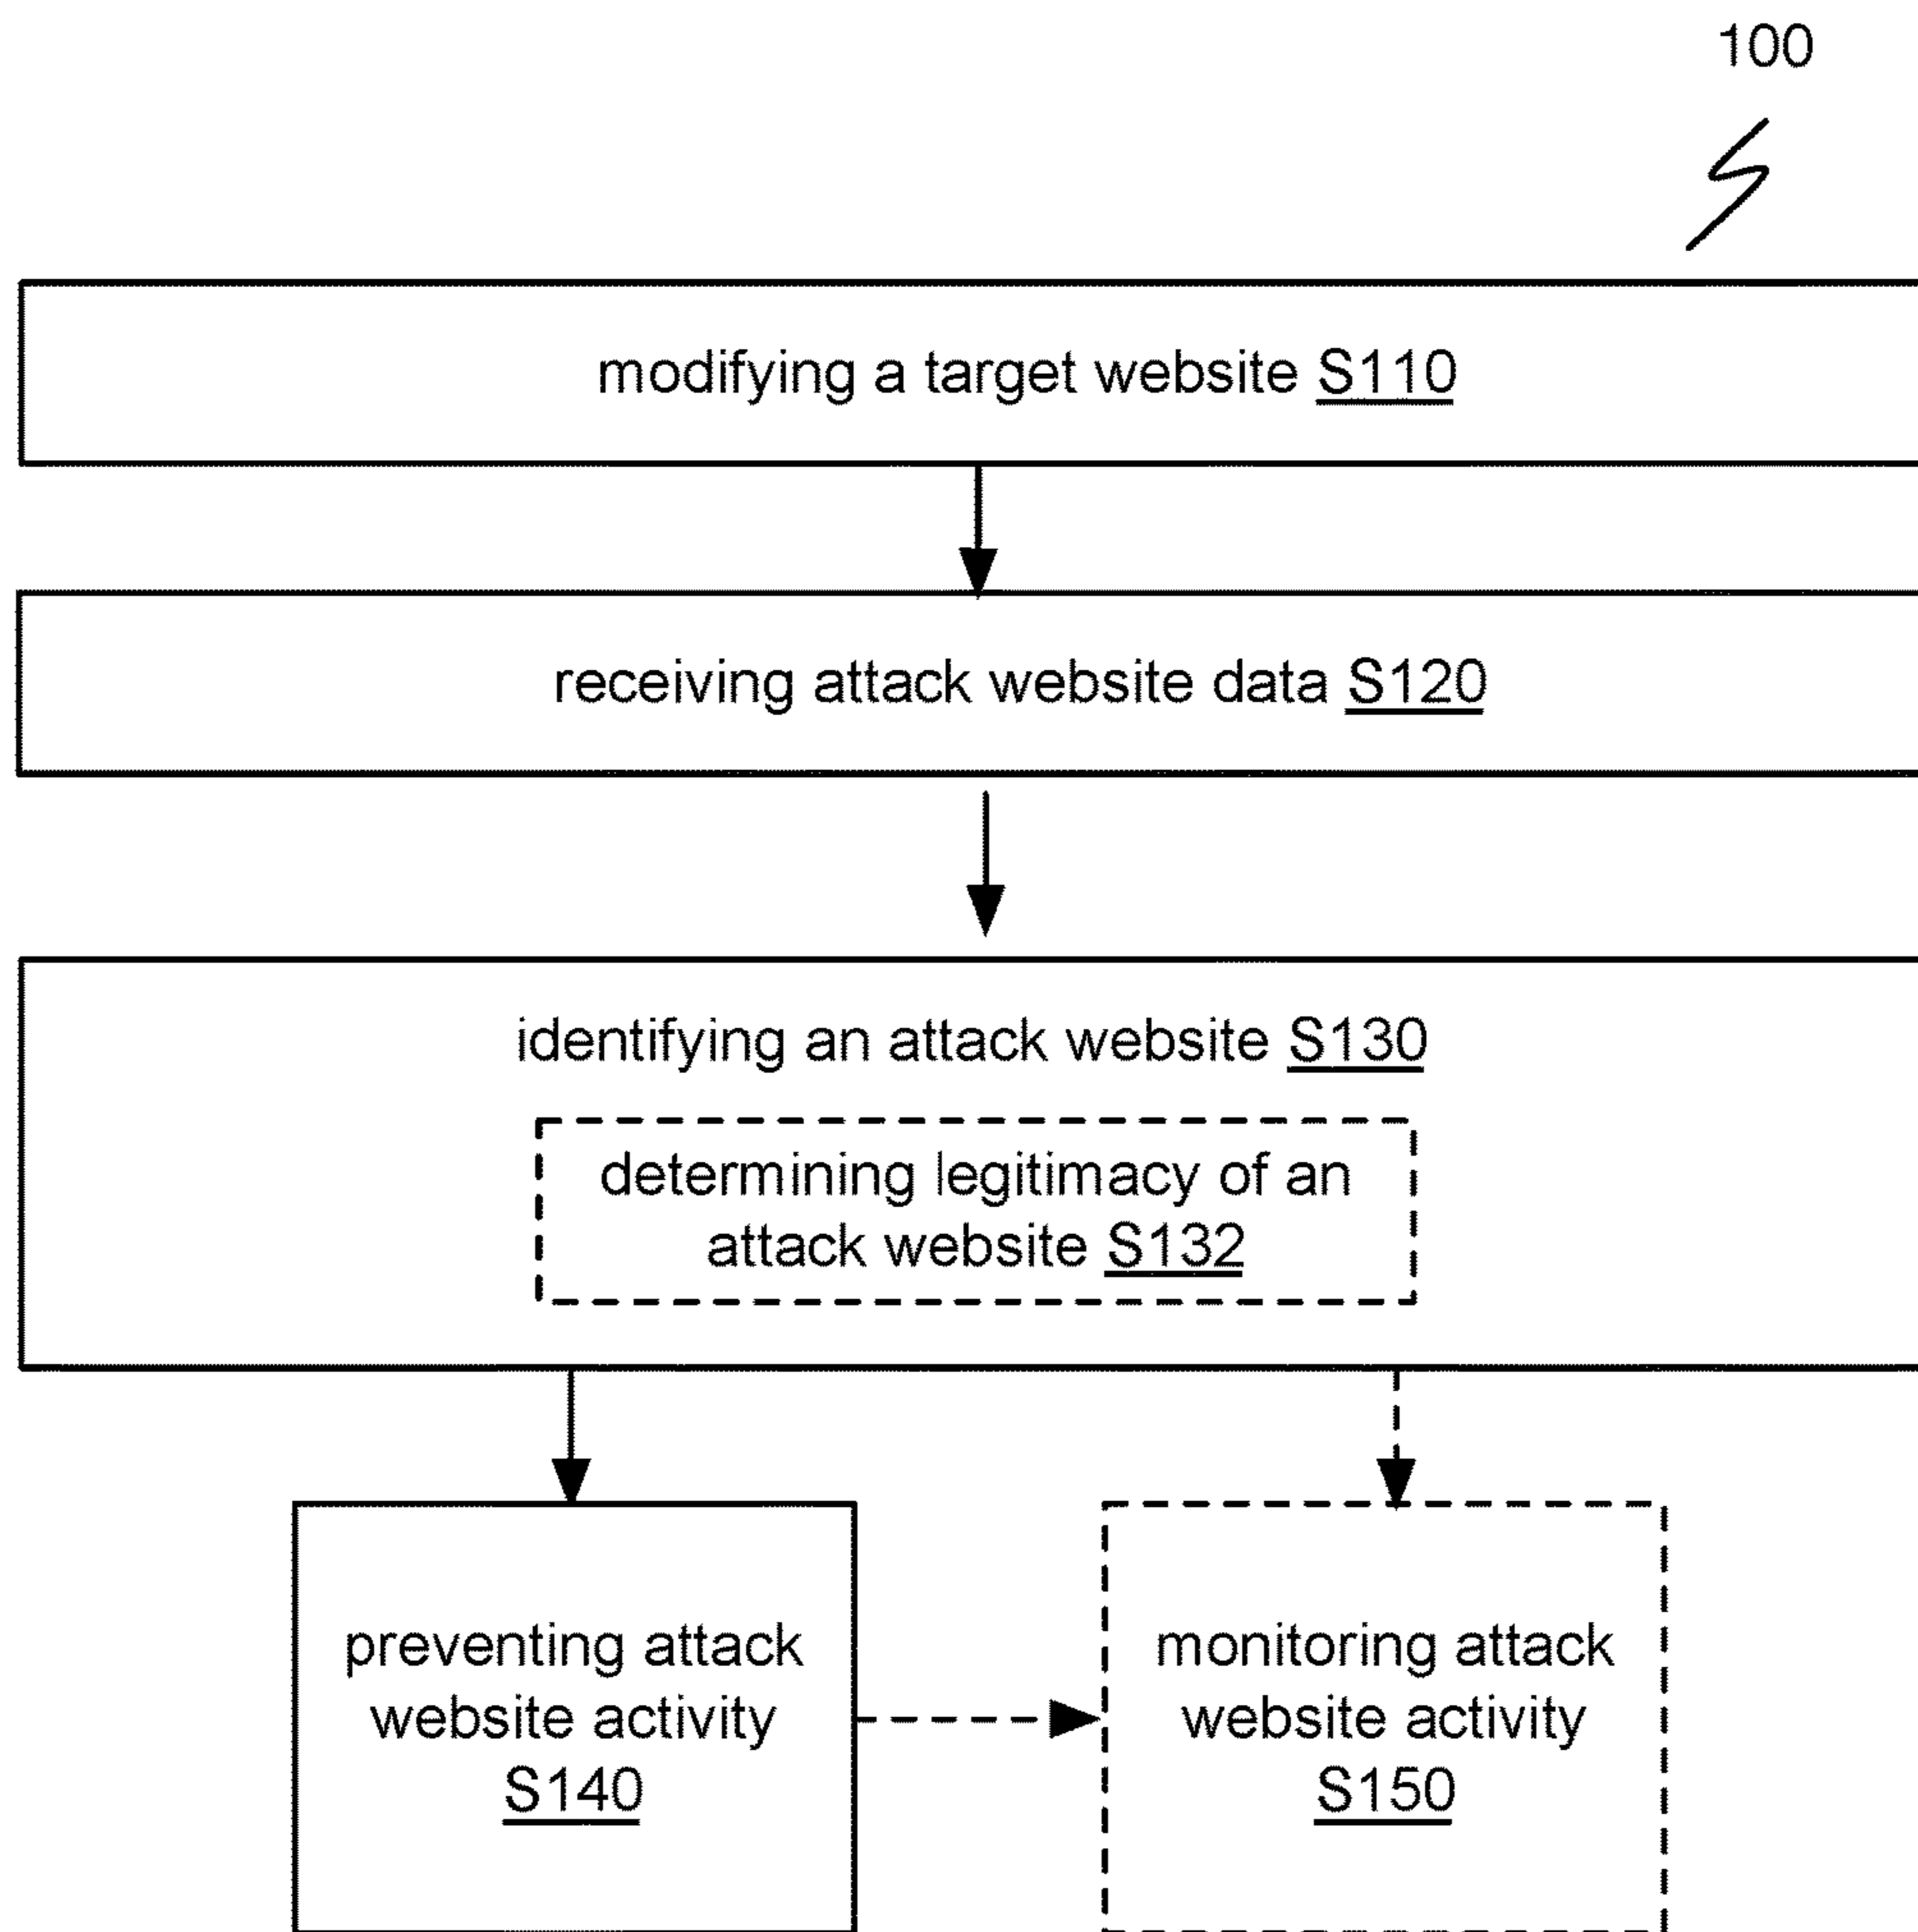 100
modifying a target website S110
receiving attack website data S120
identifying an attack website S130
determining legitimacy of an
attack website S132
preventing attack
website activity
S140
monitoring attack
website activity
S150